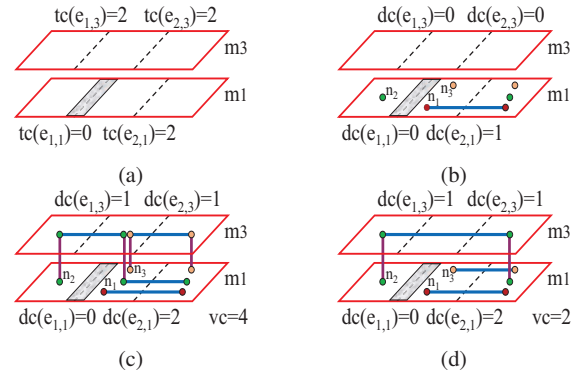 tc(e1,3)=2 tc(e2,3)=2
m3
m1
tc(e1,1)=0 tc(e2,1)=2
(a)
dc(e1,3)=0 dc(e2,3)=0
m3
n2 n3 m1
n1
dc(e1,1)=0 dc(e2,1)=1
(b)
dc(e1,3)=1 dc(e2,3)=1
m3
n2 n3 m1
n1
dc(e1,1)=0 dc(e2,1)=2 vc=4
(c)
dc(e1,3)=1 dc(e2,3)=1
m3
n2 n3 m1
n1
dc(e1,1)=0 dc(e2,1)=2 vc=2
(d)